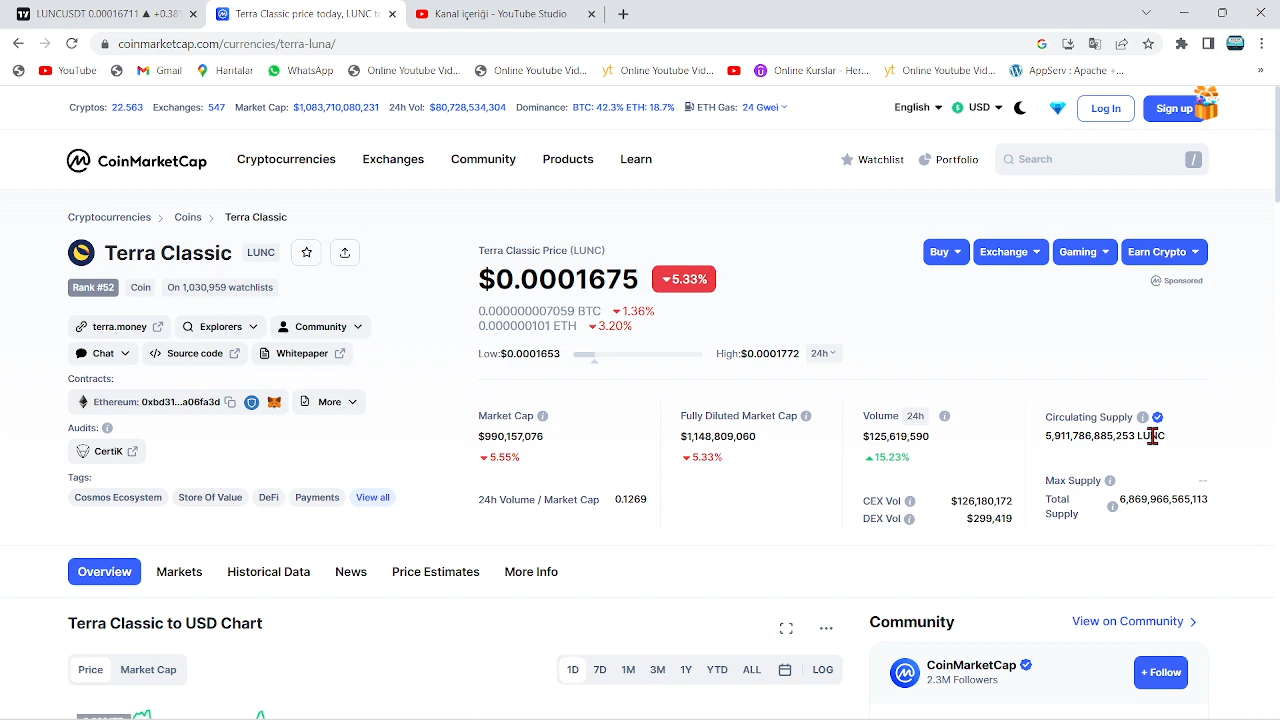 LUNCUSDT 0.00016711 ▲ +0.38%
Terra Classic price today, LUNC to
Kanal içeriği - YouTube Studio
coinmarketcap.com/currencies/terra-luna/
YouTube Gmail Haritalar WhatsApp Online Youtube Vid... Online Youtube Vid... Online Youtube Vid... Online Kurslar - Her... Online Youtube Vid... AppServ : Apache +... »
Cryptos: 22.563 Exchanges: 547 Market Cap: $1,083,710,080,231 24h Vol: $80,728,534,394 Dominance: BTC: 42.3% ETH: 18.7% ETH Gas: 24 Gwei
English USD Log In Sign up
CoinMarketCap Cryptocurrencies Exchanges Community Products Learn Watchlist Portfolio Search /
Cryptocurrencies > Coins > Terra Classic
Terra Classic LUNC
Rank #52 Coin On 1,030,959 watchlists
terra.money Explorers Community
Chat Source code Whitepaper
Contracts:
Ethereum: 0xbd31...a06fa3d More
Audits:
CertiK
Tags:
Cosmos Ecosystem Store Of Value DeFi Payments View all
Terra Classic Price (LUNC)
$0.0001675 5.33%
0.000000007059 BTC 1.36%
0.000000101 ETH 3.20%
Low:$0.0001653 High:$0.0001772 24h
Buy Exchange Gaming Earn Crypto
Sponsored
Market Cap
$990,157,076
5.55%
24h Volume / Market Cap 0.1269
Fully Diluted Market Cap
$1,148,809,060
5.33%
Volume 24h
$125,619,590
15.23%
CEX Vol $126,180,172
DEX Vol $299,419
Circulating Supply
5,911,786,885,253 LUNC
Max Supply --
Total Supply 6,869,966,565,113
Overview Markets Historical Data News Price Estimates More Info
Terra Classic to USD Chart
Price Market Cap
1D 7D 1M 3M 1Y YTD ALL LOG
Community View on Community >
CoinMarketCap
2.3M Followers
+ Follow